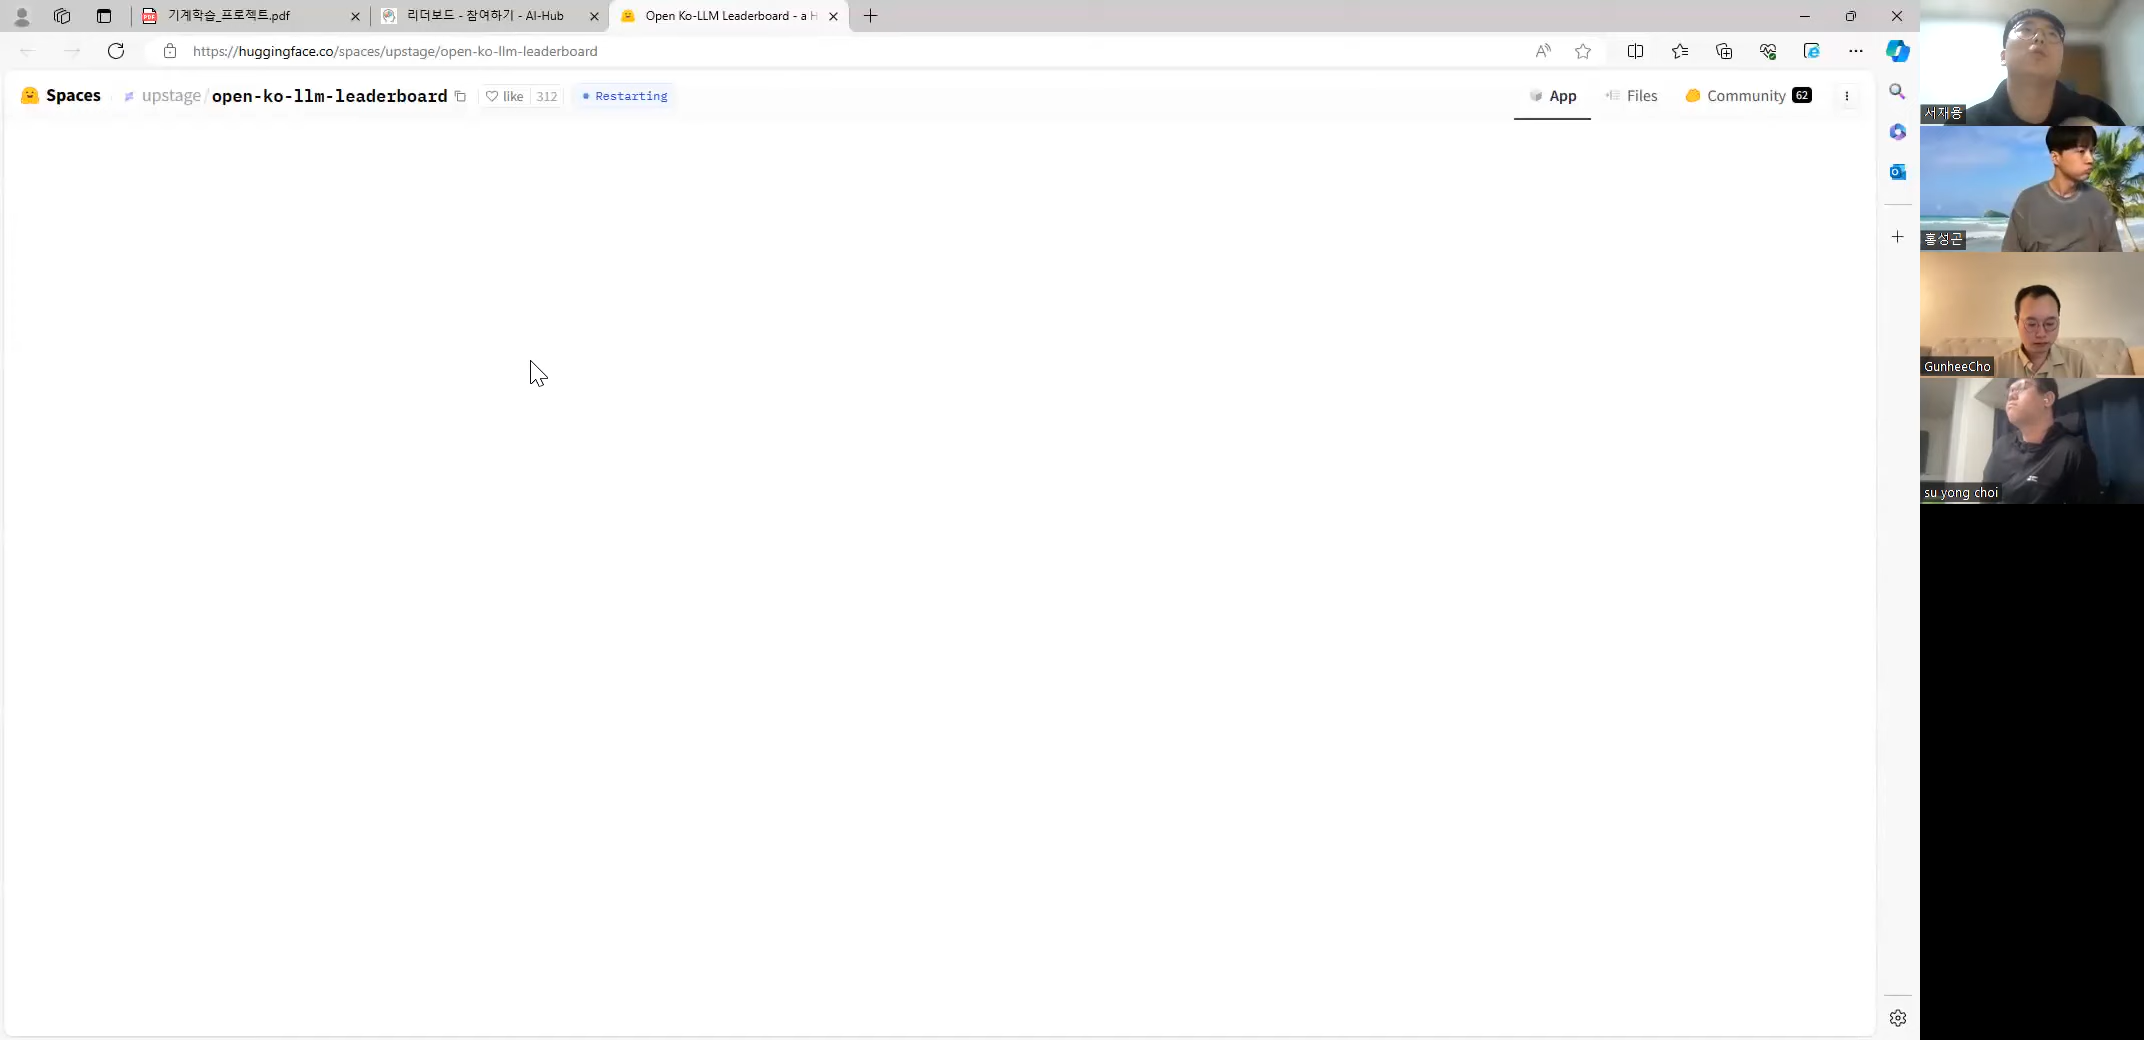 기계학습_프로젝트.pdf
리더보드 - 참여하기 - AI-Hub
Open Ko-LLM Leaderboard - a H
https://huggingface.co/spaces/upstage/open-ko-llm-leaderboard
Spaces
upstage/open-ko-llm-leaderboard
like 312
Restarting
App
Files
Community 62
서재용
홍성곤
GunheeCho
su yong choi